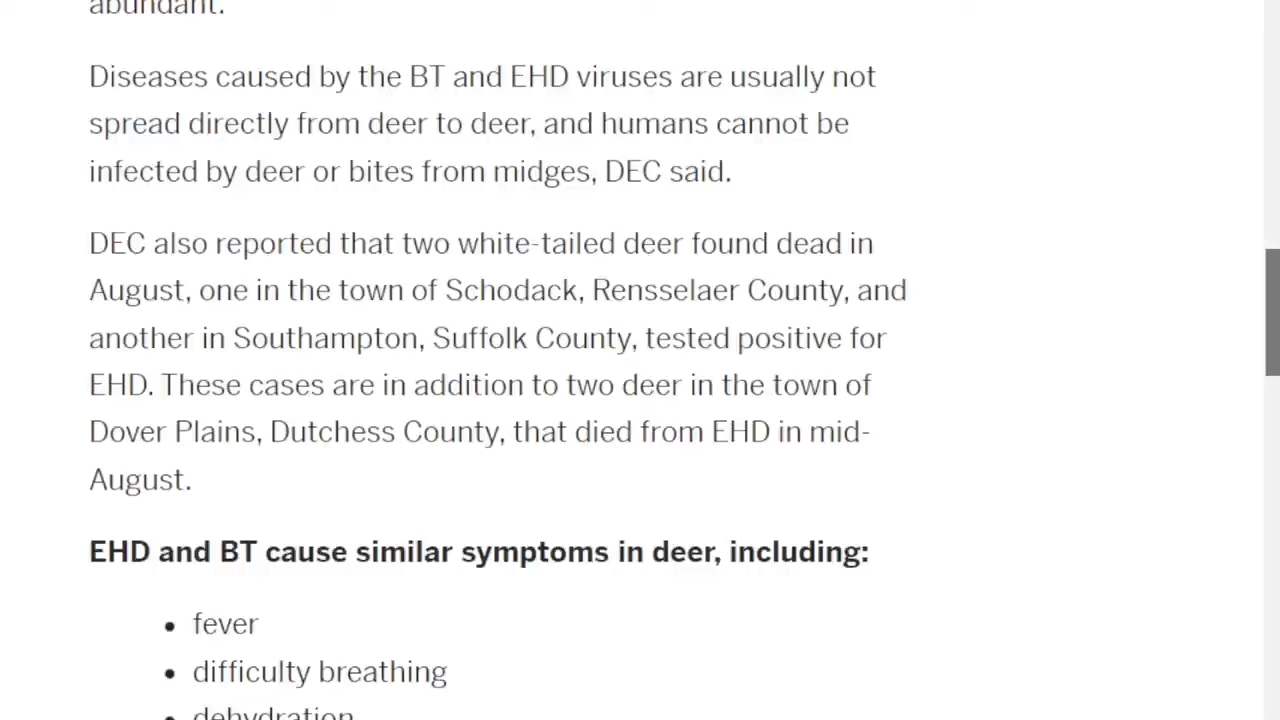 abundant.
Diseases caused by the BT and EHD viruses are usually not
spread directly from deer to deer, and humans cannot be
infected by deer or bites from midges, DEC said.
DEC also reported that two white-tailed deer found dead in
August, one in the town of Schodack, Rensselaer County, and
another in Southampton, Suffolk County, tested positive for
EHD. These cases are in addition to two deer in the town of
Dover Plains, Dutchess County, that died from EHD in mid-
August.
EHD and BT cause similar symptoms in deer, including:
• fever
• difficulty breathing
• dehydration